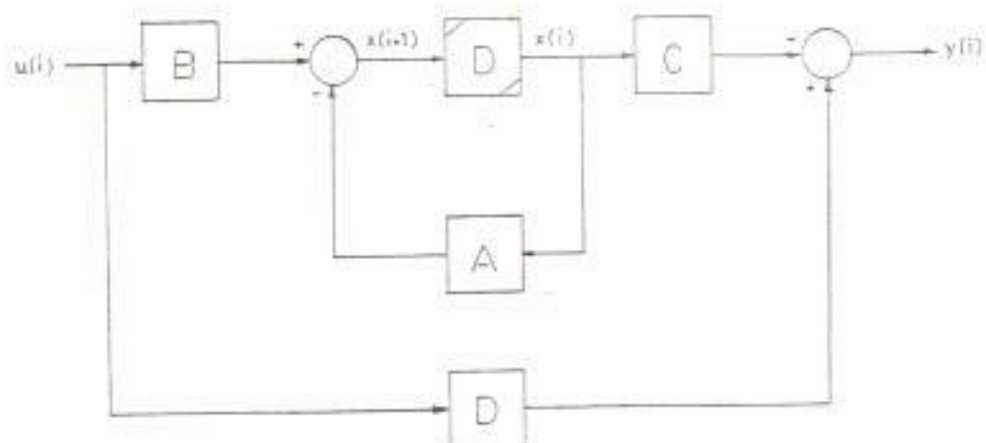 u(i)
B
+
-
x(i+1)
D
x(i)
C
-
+
y(i)
A
D